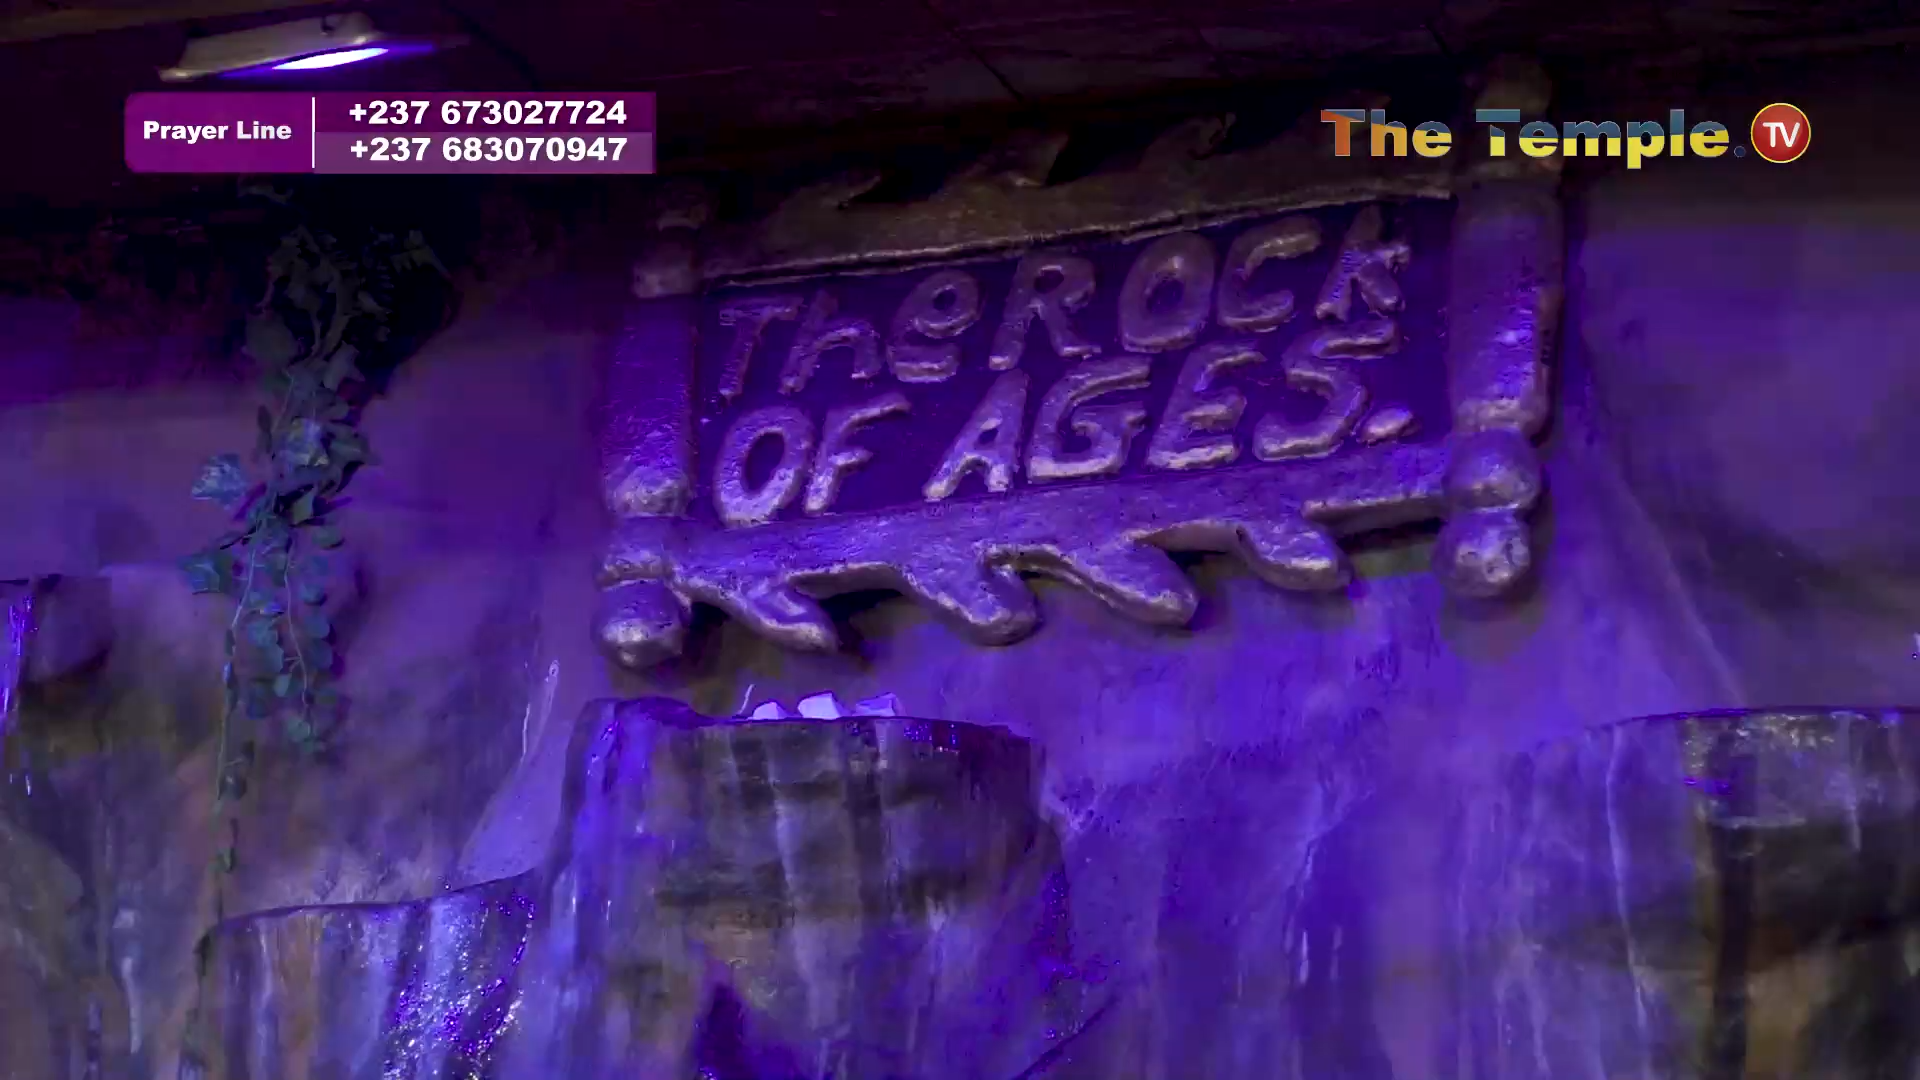 Prayer Line
+237 673027724
+237 683070947
The Temple. TV
The ROCK
OF AGES.